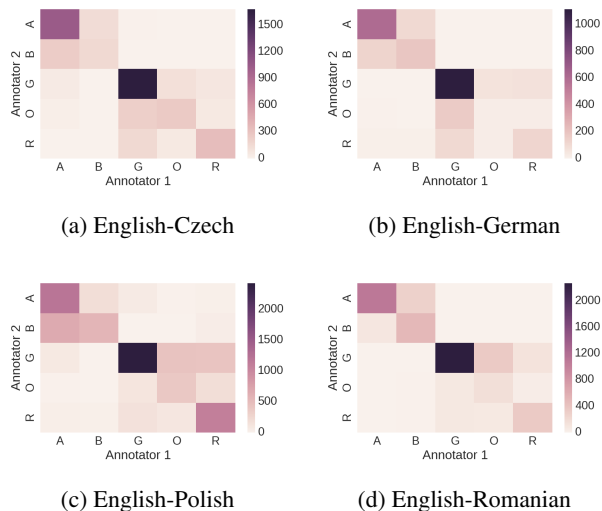 A
B
G
O
R
Annotator 2
A B G O R
Annotator 1
1500
1200
900
600
300
0
(a) English-Czech
A
B
G
O
R
Annotator 2
A B G O R
Annotator 1
1000
800
600
400
200
0
(b) English-German
A
B
G
O
R
Annotator 2
A B G O R
Annotator 1
2000
1500
1000
500
0
(c) English-Polish
A
B
G
O
R
Annotator 2
A B G O R
Annotator 1
2000
1600
1200
800
400
0
(d) English-Romanian